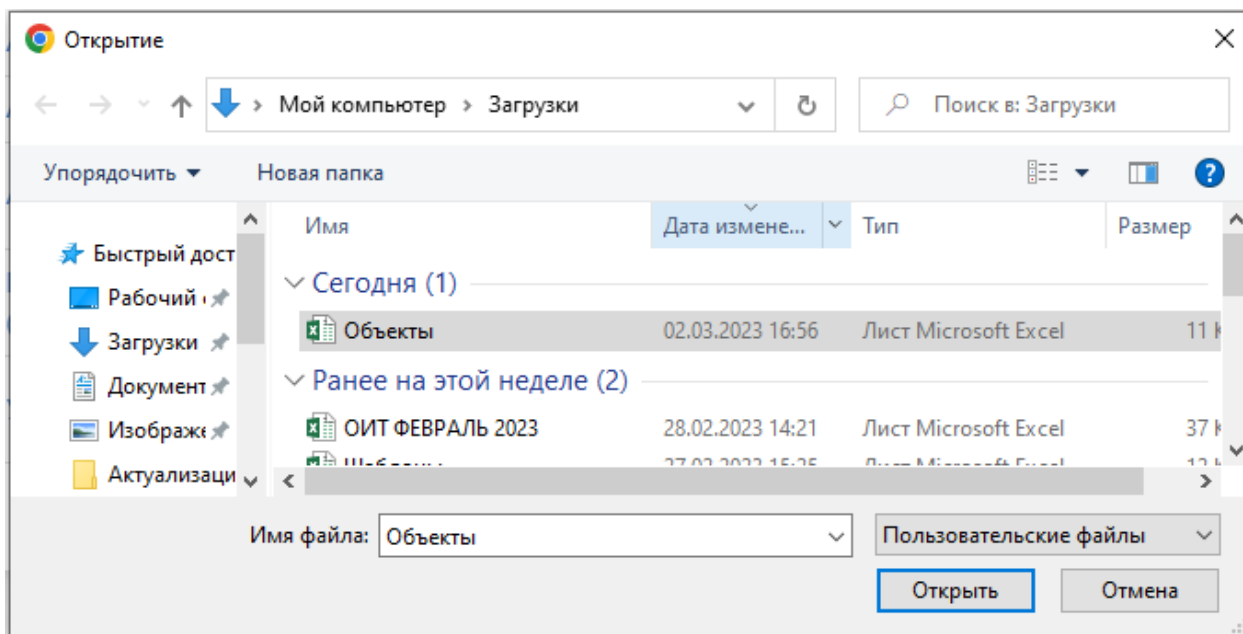 Открытие
Мой компьютер > Загрузки
Поиск в: Загрузки
Упорядочить
Новая папка
?
Имя
Дата измене...
Тип
Размер
Быстрый дост
Рабочий
Загрузки
Документ
Изображе
Актуализаци
Сегодня (1)
Объекты 02.03.2023 16:56 Лист Microsoft Excel 11
Ранее на этой неделе (2)
ОИТ ФЕВРАЛЬ 2023 28.02.2023 14:21 Лист Microsoft Excel 37
Имя файла: Объекты
Пользовательские файлы
Открыть
Отмена